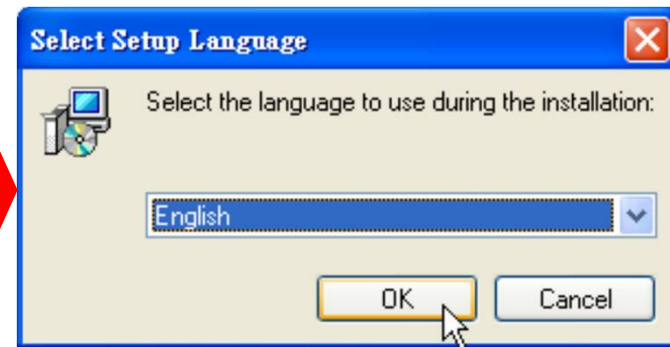 Select Setup Language
Select the language to use during the installation:
English
OK
Cancel